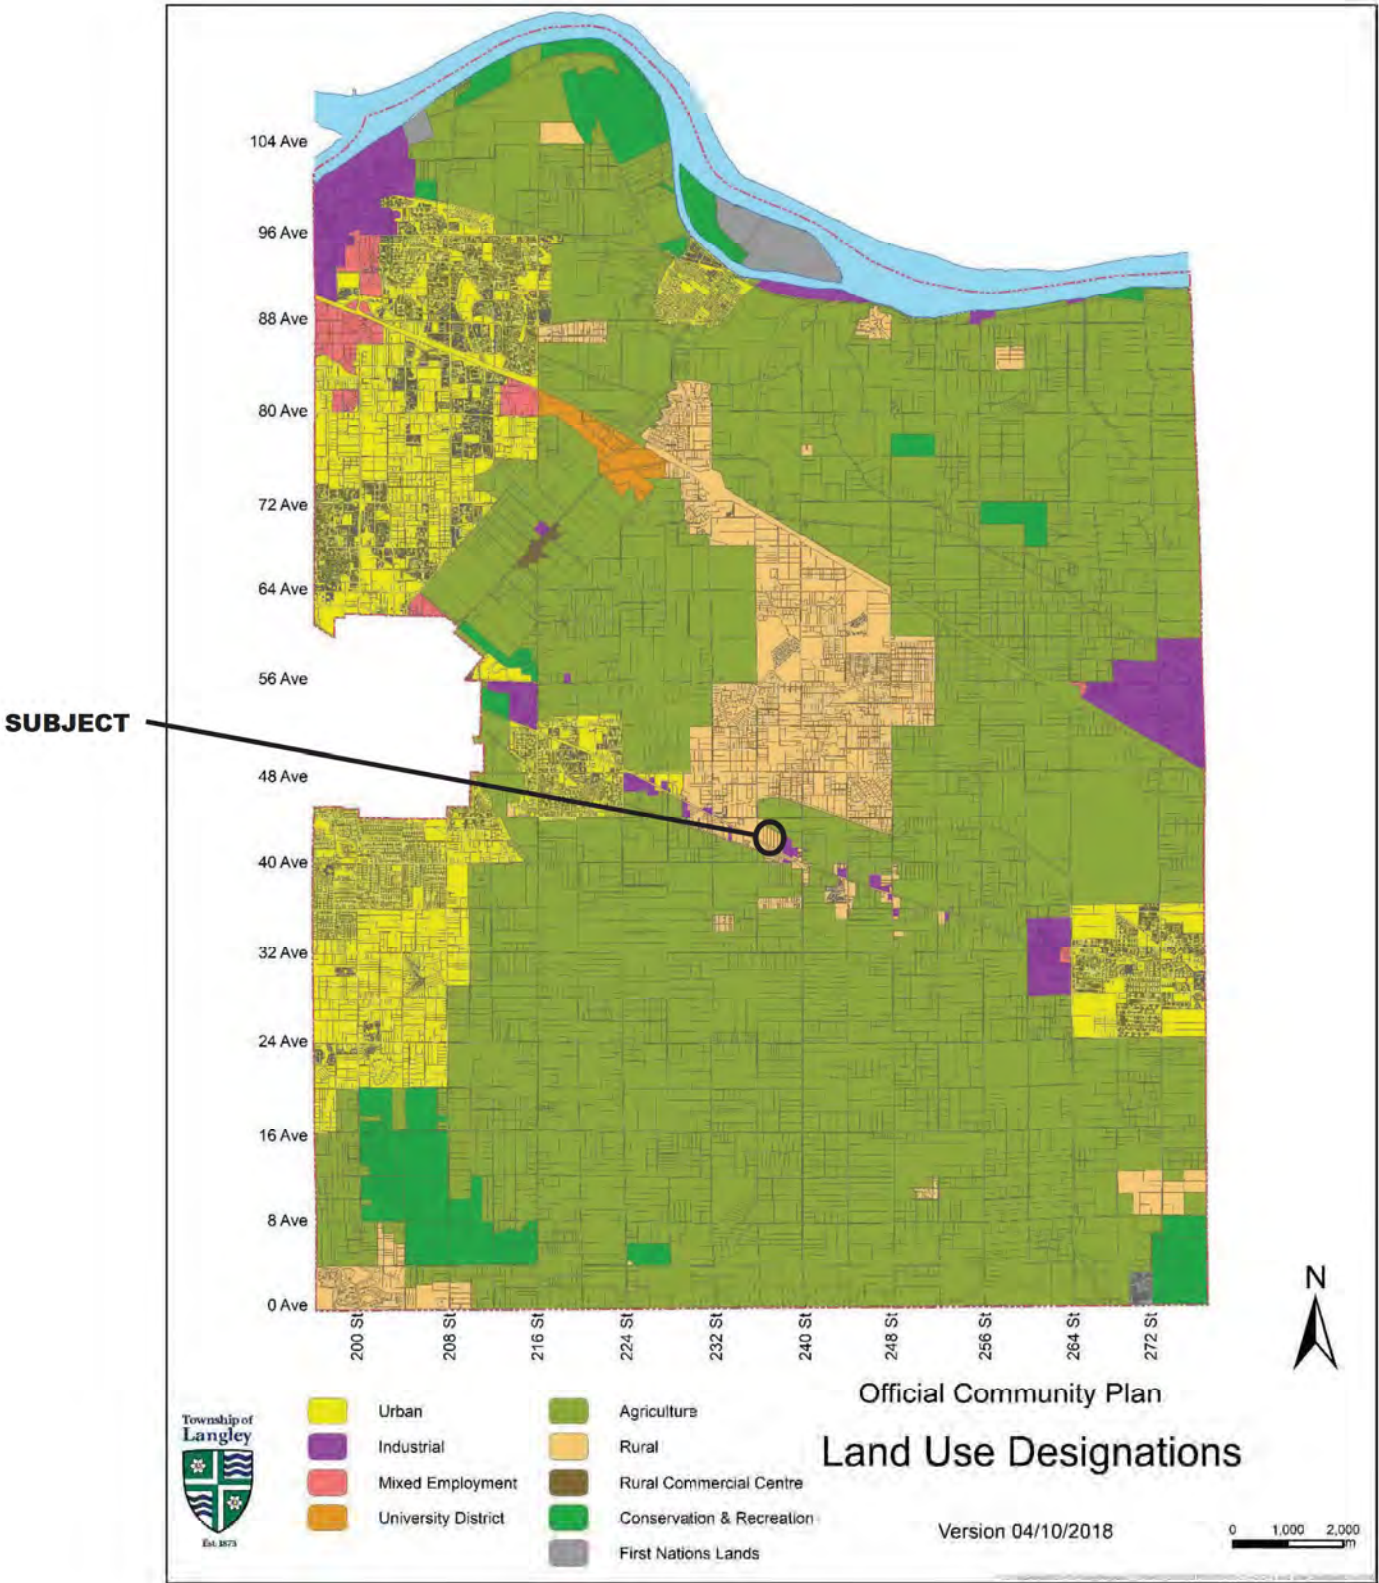 104 Ave
96 Ave
88 Ave
80 Ave
72 Ave
64 Ave
56 Ave
SUBJECT
48 Ave
40 Ave
32 Ave
24 Ave
16 Ave
8 Ave
0 Ave
200 St
208 St
216 St
224 St
232 St
240 St
248 St
256 St
264 St
272 St
N
Official Community Plan
Land Use Designations
Version 04/10/2018
0 1,000 2,000
m
Township of
Langley
Est. 1873
Urban
Industrial
Mixed Employment
University District
Agriculture
Rural
Rural Commercial Centre
Conservation & Recreation
First Nations Lands